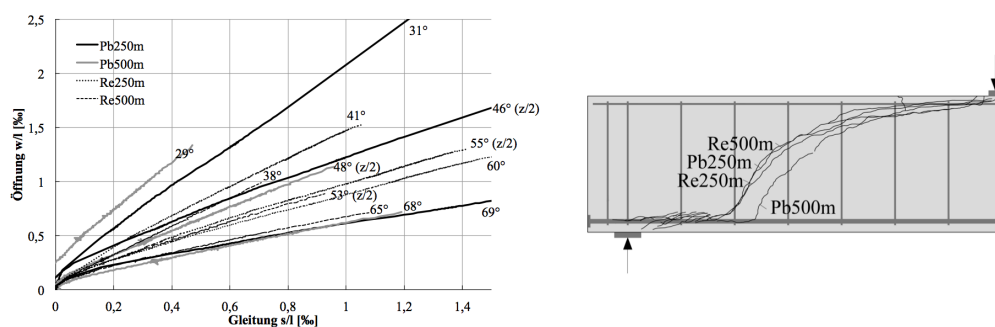 2,5
2
1,5
1
0,5
0
Öffnung w/l [‰]
0
0,2
0,4
0,6
0,8
1
1,2
1,4
Gleitung s/l [‰]
Pb250m
Pb500m
Re250m
Re500m
31°
46° (z/2)
41°
29°
55° (z/2)
38°
48° (z/2)
60°
53° (z/2)
65°
68°
69°
Re500m
Pb250m
Re250m
Pb500m